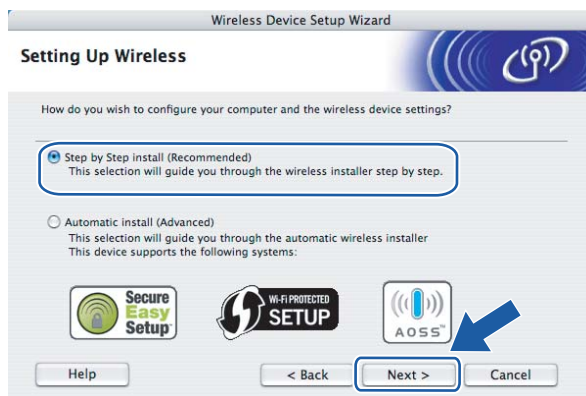 Wireless Device Setup Wizard
Setting Up Wireless
How do you wish to configure your computer and the wireless device settings?
Step by Step install (Recommended)
This selection will guide you through the wireless installer step by step.
Automatic install (Advanced)
This selection will guide you through the automatic wireless installer
This device supports the following systems:
Secure
Easy
Setup™
Wi-Fi PROTECTED
SETUP
AOSS™
Help
< Back
Next >
Cancel